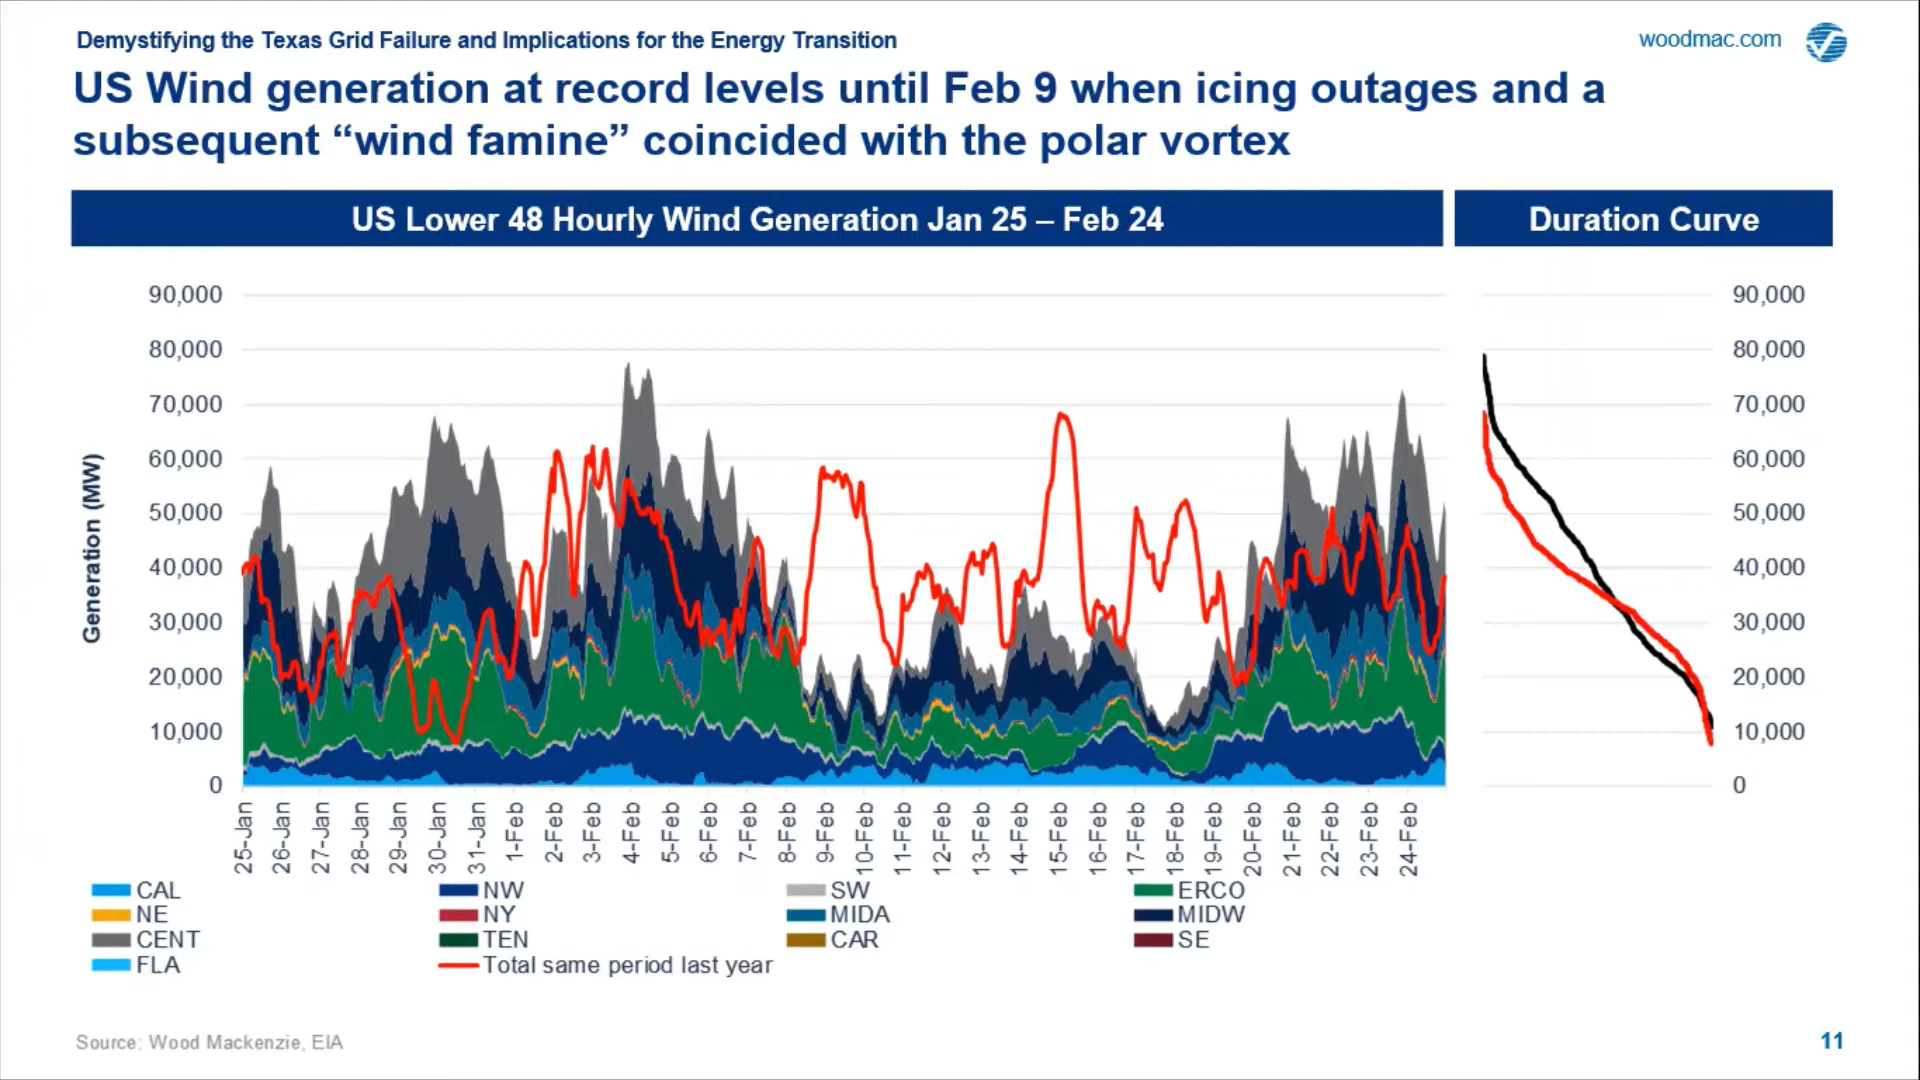 Demystifying the Texas Grid Failure and Implications for the Energy Transition
woodmac.com
US Wind generation at record levels until Feb 9 when icing outages and a
subsequent “wind famine” coincided with the polar vortex
US Lower 48 Hourly Wind Generation Jan 25 – Feb 24
Duration Curve
Generation (MW)
90,000
80,000
70,000
60,000
50,000
40,000
30,000
20,000
10,000
0
25-Jan
26-Jan
27-Jan
28-Jan
29-Jan
30-Jan
31-Jan
1-Feb
2-Feb
3-Feb
4-Feb
5-Feb
6-Feb
7-Feb
8-Feb
9-Feb
10-Feb
11-Feb
12-Feb
13-Feb
14-Feb
15-Feb
16-Feb
17-Feb
18-Feb
19-Feb
20-Feb
21-Feb
22-Feb
23-Feb
24-Feb
90,000
80,000
70,000
60,000
50,000
40,000
30,000
20,000
10,000
0
CAL NW SW ERCO
NE NY MIDA MIDW
CENT TEN CAR SE
FLA Total same period last year
Source: Wood Mackenzie, EIA
11